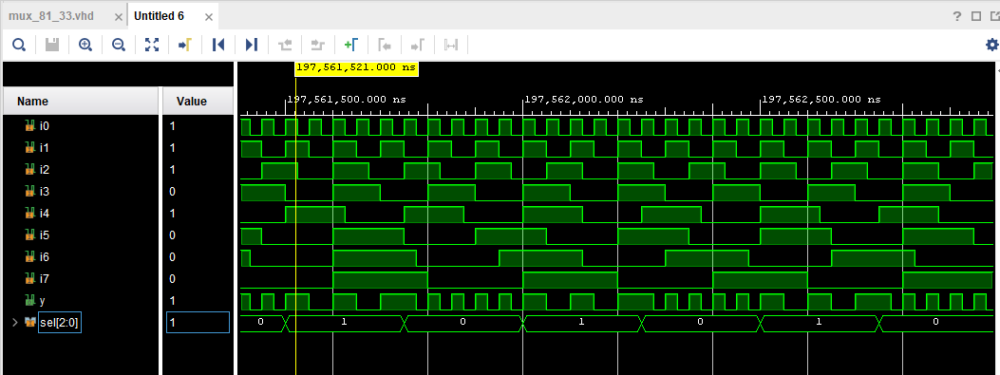 mux_81_33.vhd × Untitled 6 × ?
197,561,521.000 ns
Name Value
197,561,500.000 ns 197,562,000.000 ns 197,562,500.000 ns
i0 1
i1 1
i2 1
i3 0
i4 1
i5 0
i6 0
i7 0
y 1
sel[2:0] 1 0 1 0 1 0 1 0